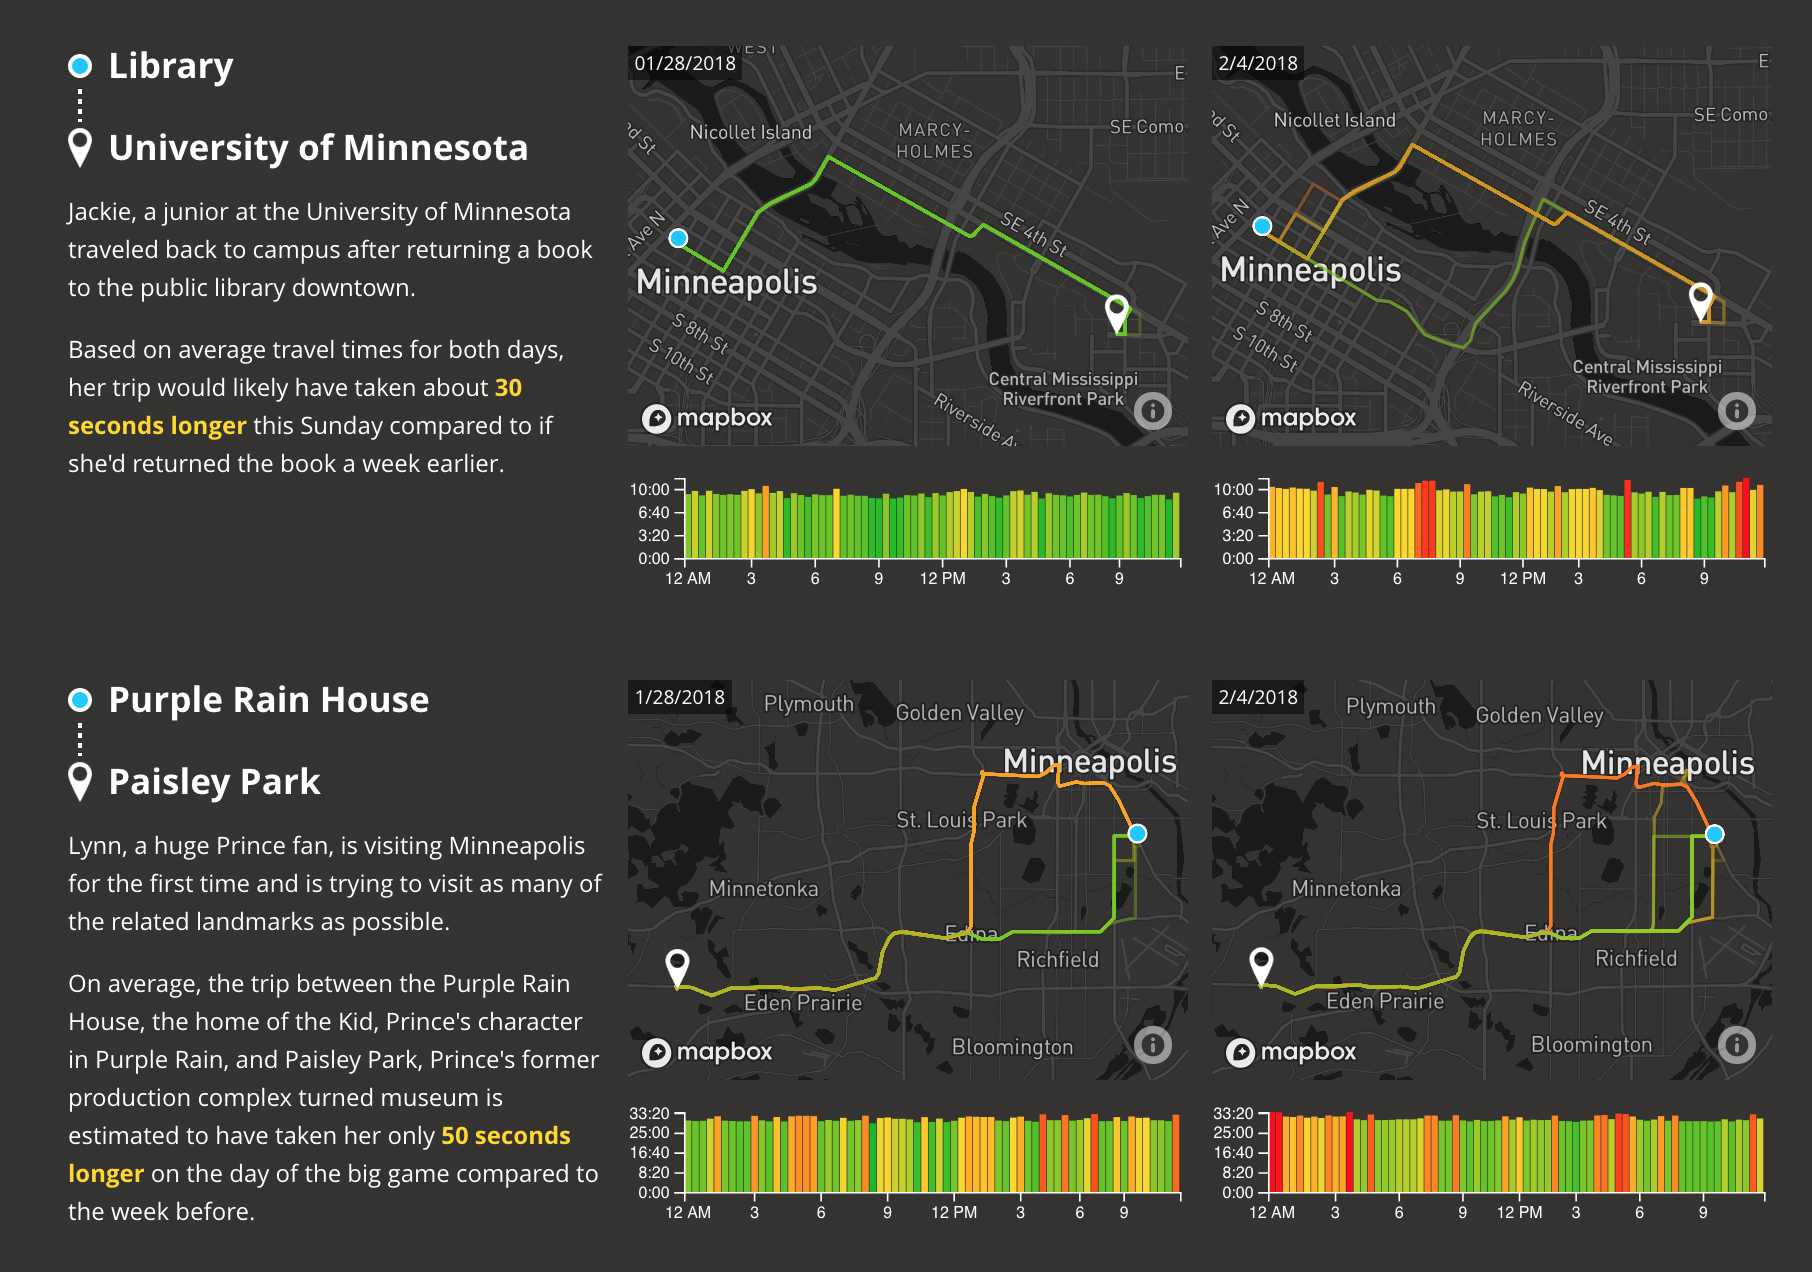 Library
University of Minnesota
Jackie, a junior at the University of Minnesota
traveled back to campus after returning a book
to the public library downtown.
Based on average travel times for both days,
her trip would likely have taken about 30
seconds longer this Sunday compared to if
she'd returned the book a week earlier.
01/28/2018
WEST
E
Nicollet Island
MARCY-
HOLMES
SE Como
d St
Ave N
SE 4th St
Minneapolis
S 8th St
S 10th St
Central Mississippi
Riverfront Park
Riverside Av
mapbox
10:00
6:40
3:20
0:00
12 AM 3 6 9 12 PM 3 6 9
2/4/2018
E
Nicollet Island
MARCY-
HOLMES
SE Como
d St
Ave N
SE 4th St
Minneapolis
S 8th St
S 10th St
Central Mississippi
Riverfront Park
Riverside Ave
mapbox
10:00
6:40
3:20
0:00
12 AM 3 6 9 12 PM 3 6 9
Purple Rain House
Paisley Park
Lynn, a huge Prince fan, is visiting Minneapolis
for the first time and is trying to visit as many of
the related landmarks as possible.
On average, the trip between the Purple Rain
House, the home of the Kid, Prince's character
in Purple Rain, and Paisley Park, Prince's former
production complex turned museum is
estimated to have taken her only 50 seconds
longer on the day of the big game compared to
the week before.
1/28/2018
Plymouth
Golden Valley
Minneapolis
St. Louis Park
Minnetonka
Edina
Richfield
Eden Prairie
Bloomington
mapbox
33:20
25:00
16:40
8:20
0:00
12 AM 3 6 9 12 PM 3 6 9
2/4/2018
Plymouth
Golden Valley
Minneapolis
St. Louis Park
Minnetonka
Edina
Richfield
Eden Prairie
Bloomington
mapbox
33:20
25:00
16:40
8:20
0:00
12 AM 3 6 9 12 PM 3 6 9